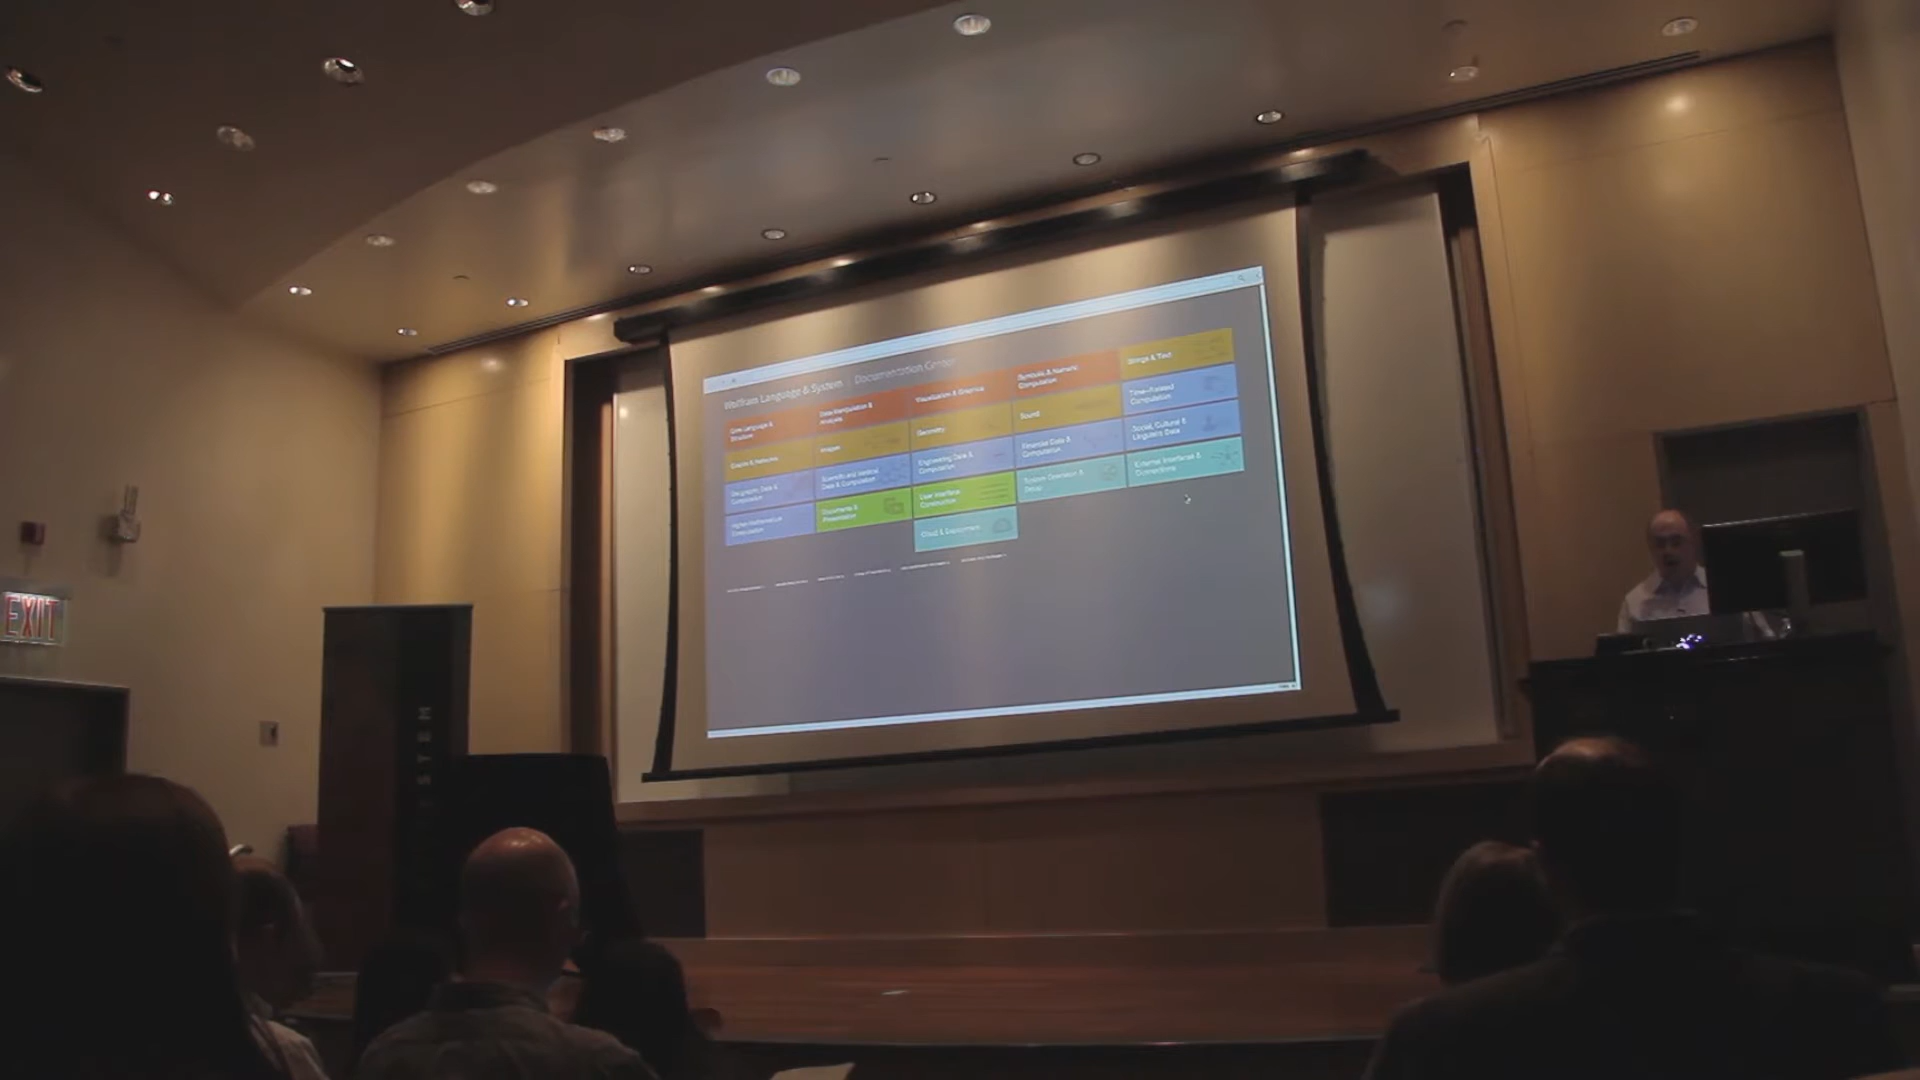 Wolfram Language & System | Documentation Center
Core Language &
Structure
Data Manipulation &
Analysis
Visualization & Graphics
Symbolic & Numeric
Computation
Strings & Text
Graphs & Networks
Images
Geometry
Sound
Time-Related
Computation
Geographic Data &
Computation
Scientific and Medical
Data & Computation
Engineering Data &
Computation
Financial Data &
Computation
Social, Cultural &
Linguistic Data
Higher Mathematical
Computation
Documents &
Presentation
User Interface
Construction
System Operation &
Setup
External Interfaces &
Connections
Cloud & Deployment
EXIT
STEM